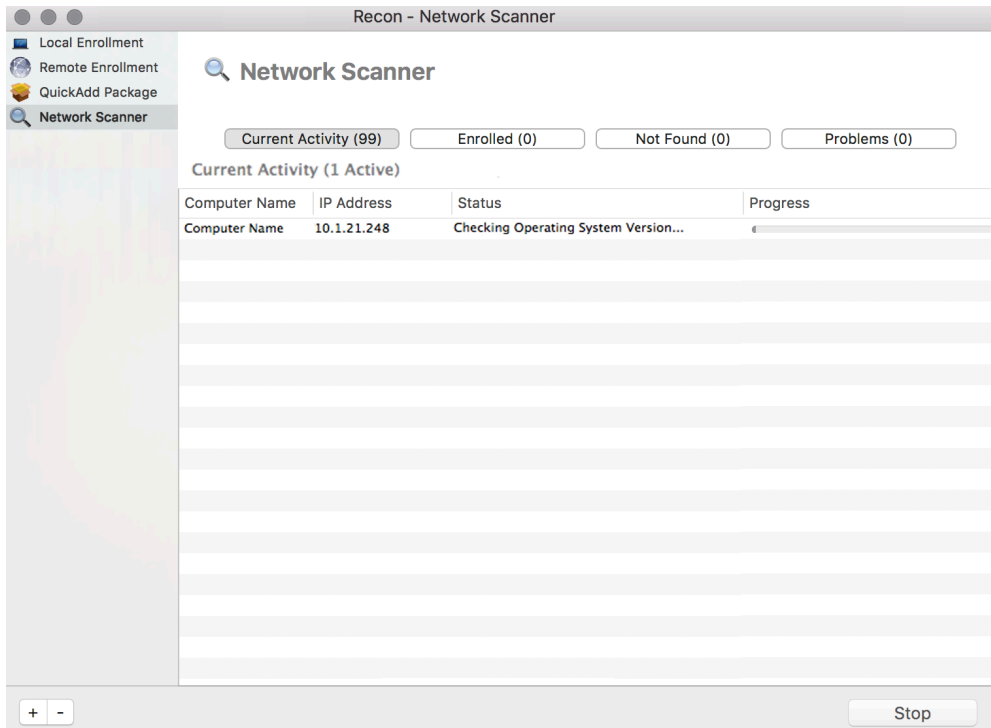 Recon - Network Scanner
Local Enrollment
Remote Enrollment
QuickAdd Package
Network Scanner
Network Scanner
Current Activity (99) Enrolled (0) Not Found (0) Problems (0)
Current Activity (1 Active)
Computer Name IP Address Status Progress
Computer Name 10.1.21.248 Checking Operating System Version...
+ - Stop